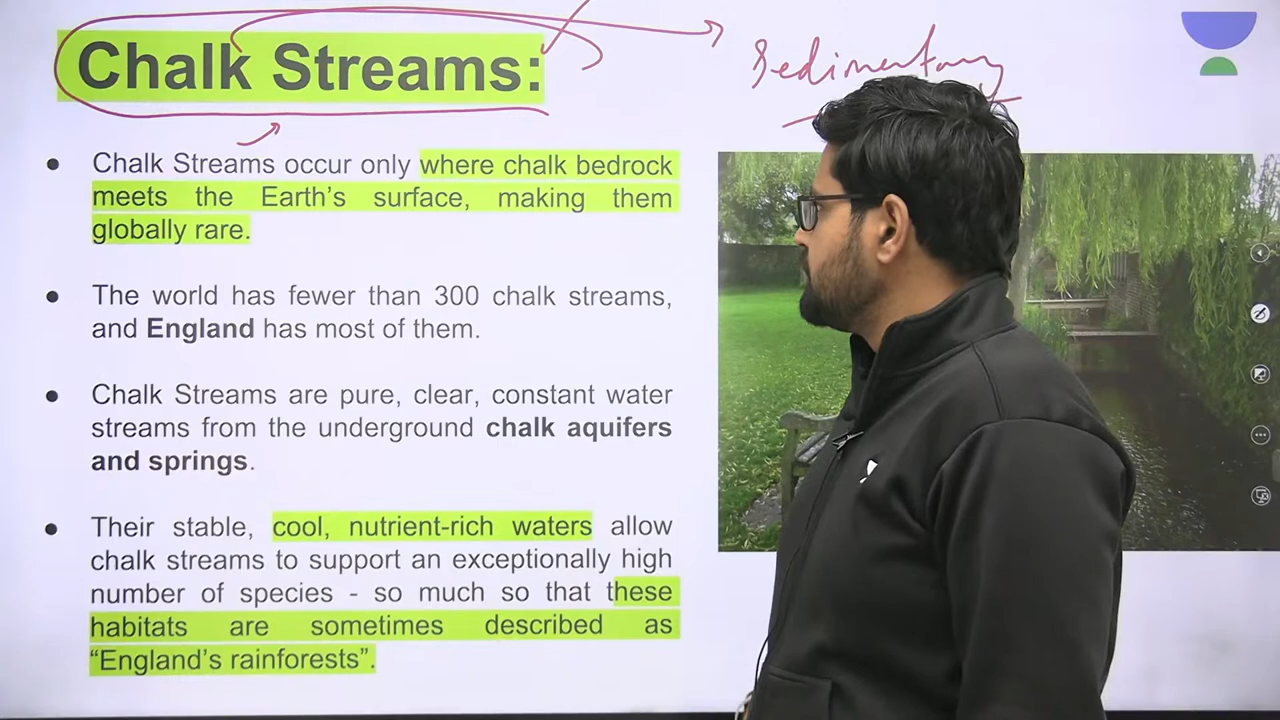 Chalk Streams:
Sedimentary
Chalk Streams occur only where chalk bedrock
meets the Earth's surface, making them
globally rare.
The world has fewer than 300 chalk streams,
and England has most of them.
Chalk Streams are pure, clear, constant water
streams from the underground chalk aquifers
and springs.
Their stable, cool, nutrient-rich waters allow
chalk streams to support an exceptionally high
number of species - so much so that these
habitats are sometimes described as
“England's rainforests”.